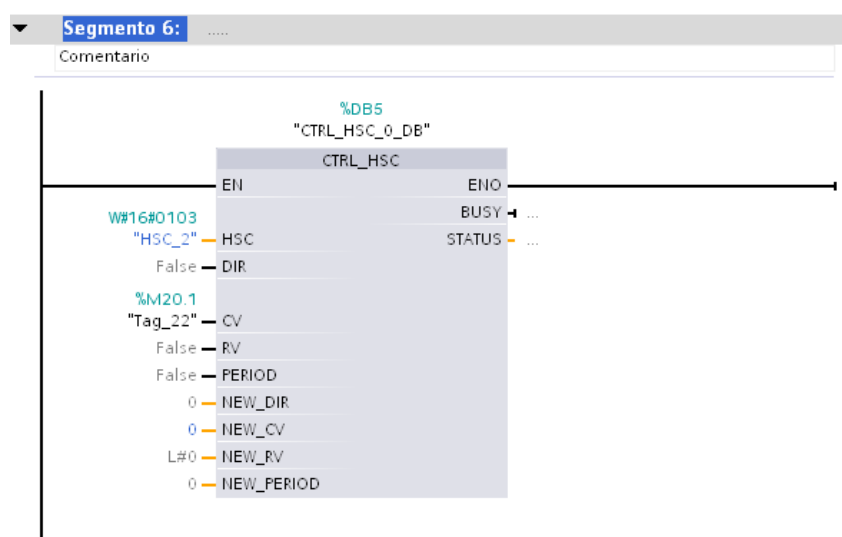 Segmento 6: .....
Comentario
%DB5
"CTRL_HSC_0_DB"
CTRL_HSC
EN ENO
BUSY ...
W#16#0103
"HSC_2" HSC STATUS ...
False DIR
%M20.1
"Tag_22" CV
False RV
False PERIOD
0 NEW_DIR
0 NEW_CV
L#0 NEW_RV
0 NEW_PERIOD